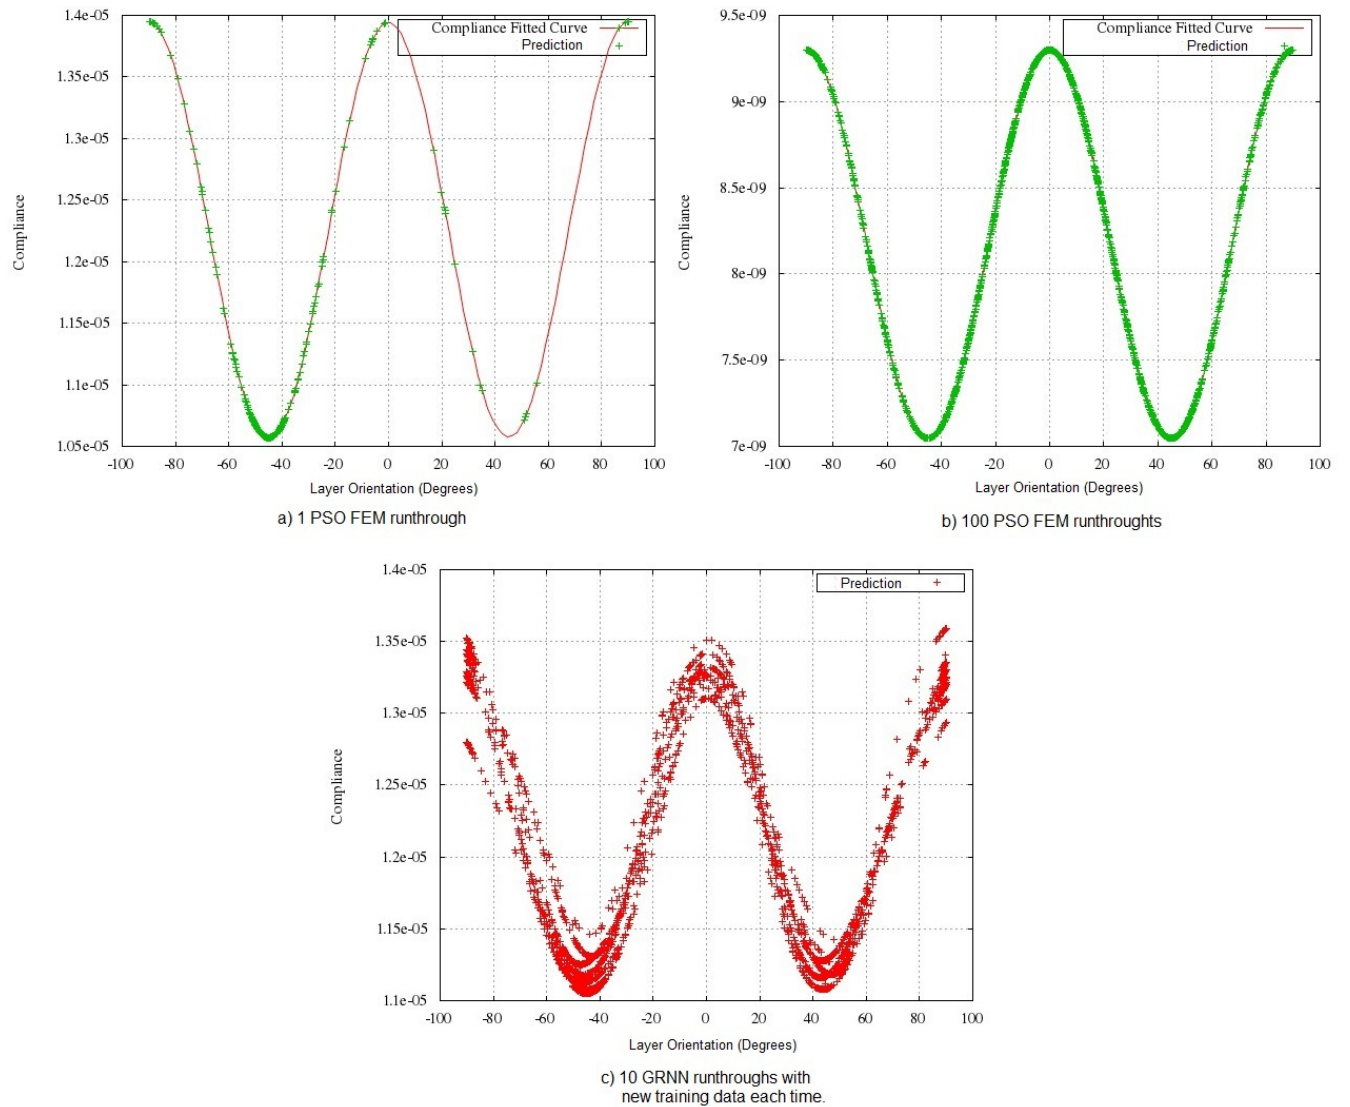 1.4e-05
1.35e-05
1.3e-05
1.25e-05
1.2e-05
1.15e-05
1.1e-05
1.05e-05
Compliance
Compliance Fitted Curve
Prediction
-100 -80 -60 -40 -20 0 20 40 60 80 100
Layer Orientation (Degrees)
a) 1 PSO FEM runthrough
9.5e-09
9e-09
8.5e-09
8e-09
7.5e-09
7e-09
Compliance
Compliance Fitted Curve
Prediction
-100 -80 -60 -40 -20 0 20 40 60 80 100
Layer Orientation (Degrees)
b) 100 PSO FEM runthroughts
1.4e-05
1.35e-05
1.3e-05
1.25e-05
1.2e-05
1.15e-05
1.1e-05
Compliance
Prediction
-100 -80 -60 -40 -20 0 20 40 60 80 100
Layer Orientation (Degrees)
c) 10 GRNN runthroughs with
new training data each time.